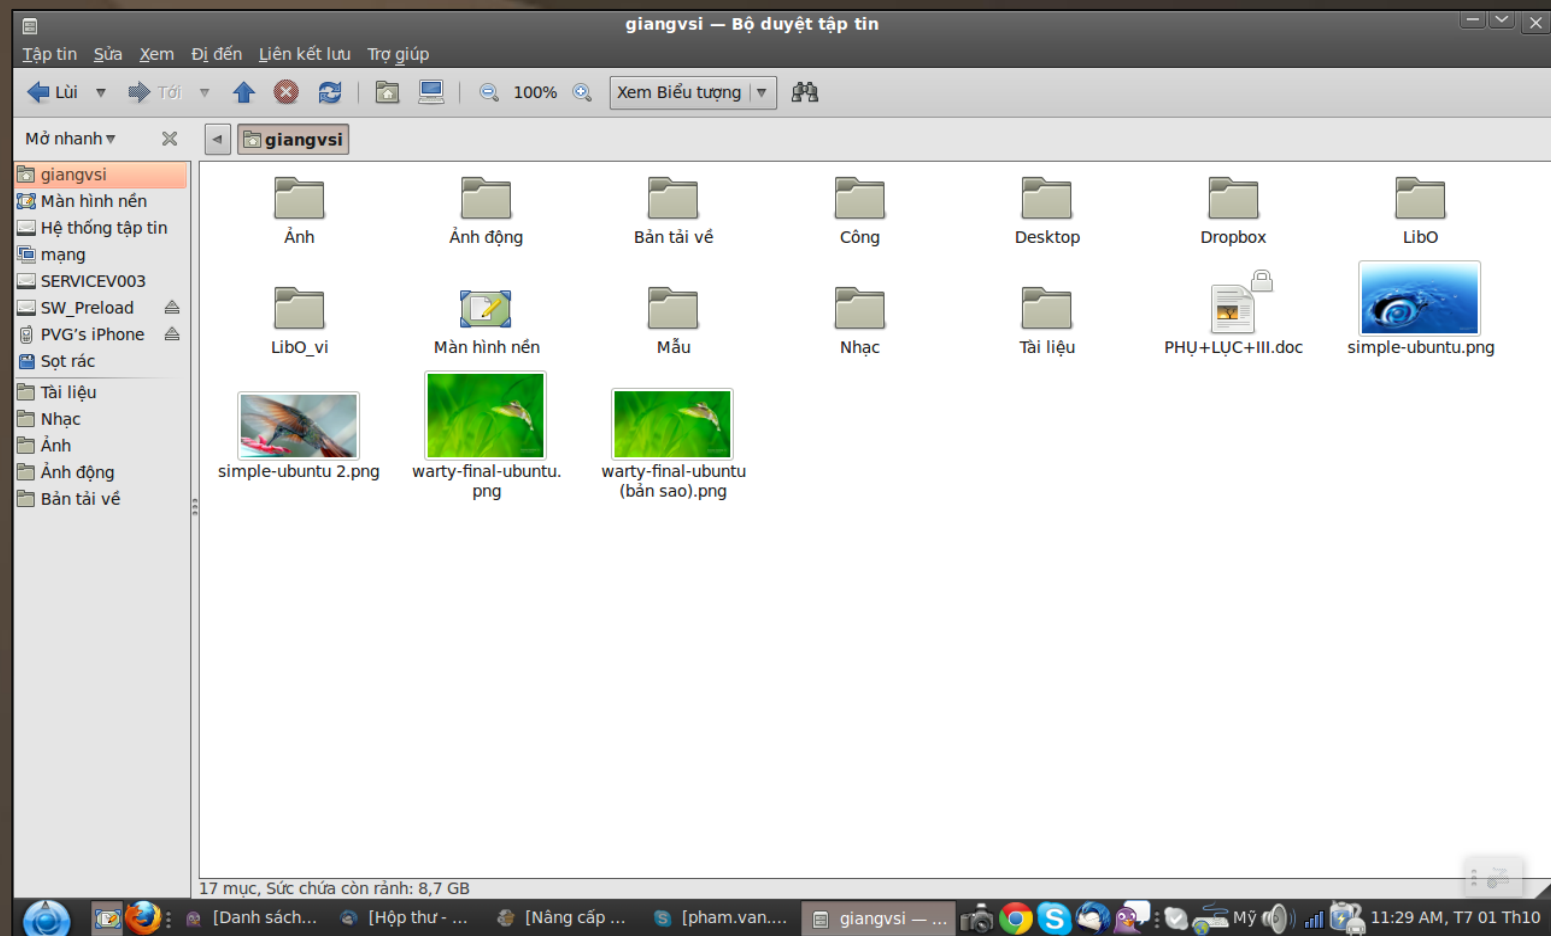 giangvsi — Bộ duyệt tập tin
Tập tin Sửa Xem Đi đến Liên kết lưu Trợ giúp
Lùi Tới 100% Xem Biểu tượng
Mở nhanh giangvsi
giangvsi
Màn hình nền
Hệ thống tập tin
mạng
SERVICEV003
SW_Preload
PVG's iPhone
Sọt rác
Tài liệu
Nhạc
Ảnh
Ảnh động
Bản tải về
Ảnh Ảnh động Bản tải về Công Desktop Dropbox LibO
LibO_vi Màn hình nền Mẫu Nhạc Tài liệu PHỤ+LỤC+III.doc simple-ubuntu.png
simple-ubuntu 2.png warty-final-ubuntu. warty-final-ubuntu
png (bản sao).png
17 mục, Sức chứa còn rảnh: 8,7 GB
[Danh sách... [Hộp thư - ... [Nâng cấp ... [pham.van.... giangvsi — ... Mỹ 11:29 AM, T7 01 Th10